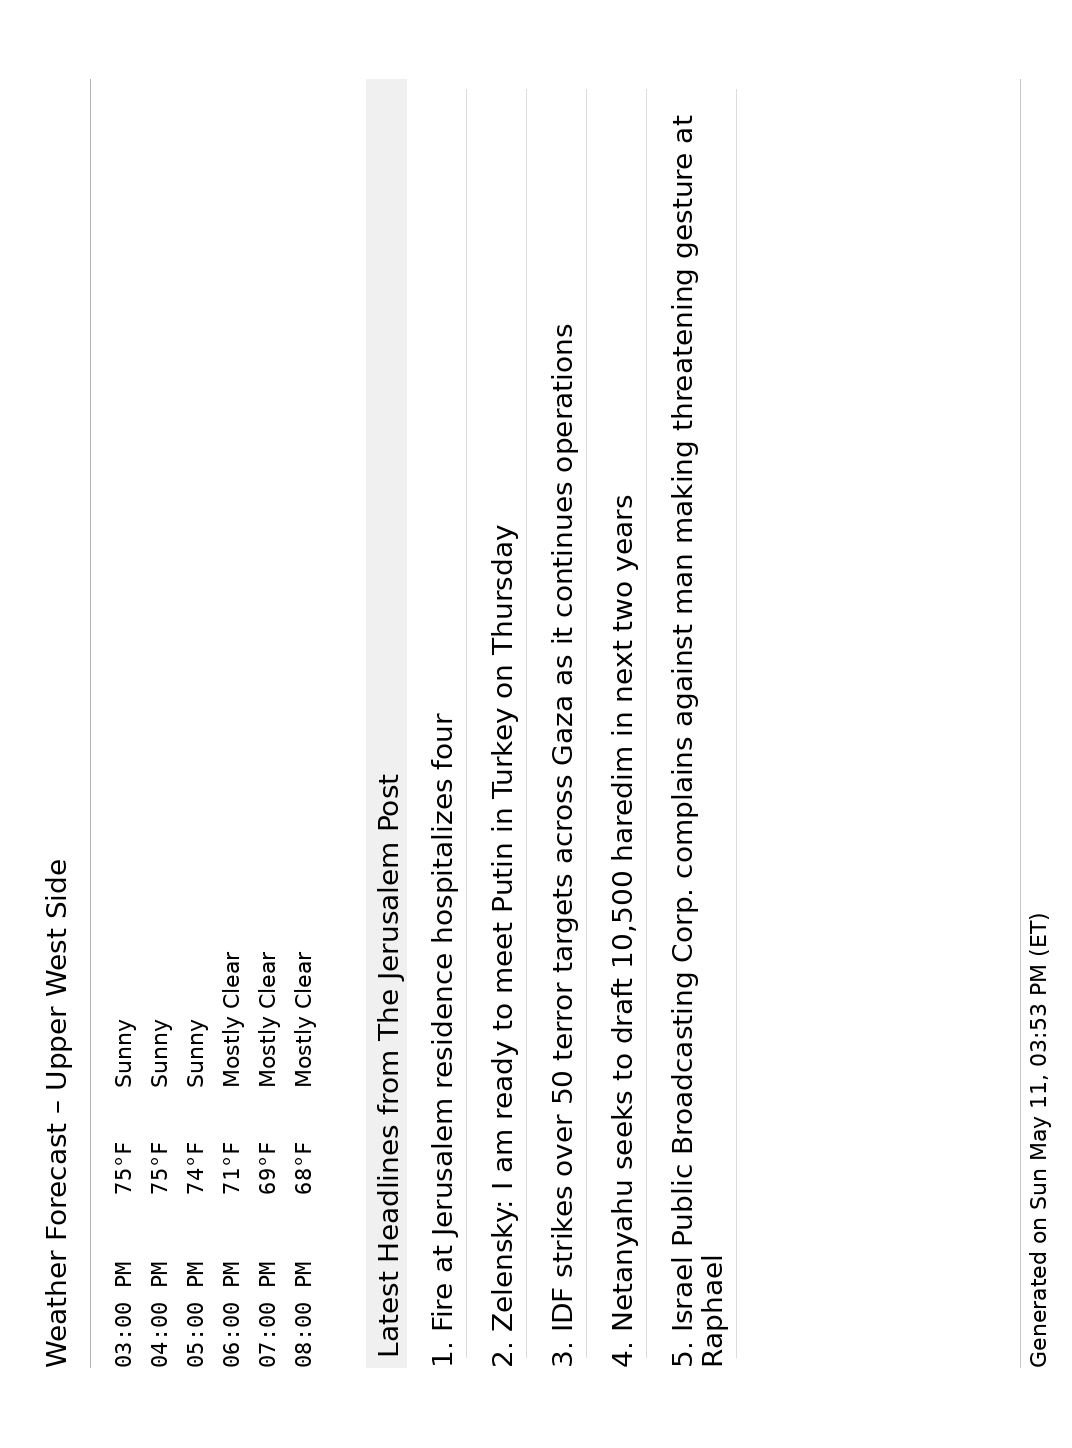 Weather Forecast – Upper West Side
03:00 PM 75°F Sunny
04:00 PM 75°F Sunny
05:00 PM 74°F Sunny
06:00 PM 71°F Mostly Clear
07:00 PM 69°F Mostly Clear
08:00 PM 68°F Mostly Clear
Latest Headlines from The Jerusalem Post
1. Fire at Jerusalem residence hospitalizes four
2. Zelensky: I am ready to meet Putin in Turkey on Thursday
3. IDF strikes over 50 terror targets across Gaza as it continues operations
4. Netanyahu seeks to draft 10,500 haredim in next two years
5. Israel Public Broadcasting Corp. complains against man making threatening gesture at
Raphael
Generated on Sun May 11, 03:53 PM (ET)